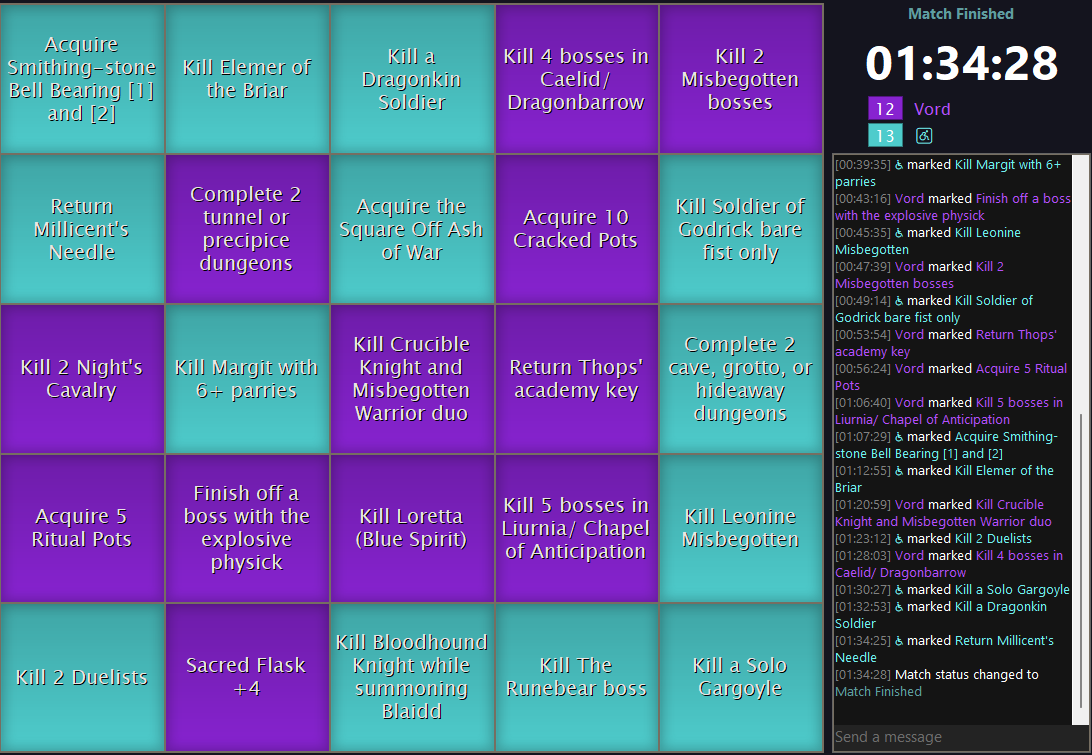 Acquire
Smithing-stone
Bell Bearing [1]
and [2]
Kill Elemer of
the Briar
Kill a
Dragonkin
Soldier
Kill 4 bosses in
Caelid/
Dragonbarrow
Kill 2
Misbegotten
bosses
Return
Millicent's
Needle
Complete 2
tunnel or
precipice
dungeons
Acquire the
Square Off Ash
of War
Acquire 10
Cracked Pots
Kill Soldier of
Godrick bare
fist only
Kill 2 Night's
Cavalry
Kill Margit with
6+ parries
Kill Crucible
Knight and
Misbegotten
Warrior duo
Return Thops'
academy key
Complete 2
cave, grotto, or
hideaway
dungeons
Acquire 5
Ritual Pots
Finish off a
boss with the
explosive
physick
Kill Loretta
(Blue Spirit)
Kill 5 bosses in
Liurnia/ Chapel
of Anticipation
Kill Leonine
Misbegotten
Kill 2 Duelists
Sacred Flask
+4
Kill Bloodhound
Knight while
summoning
Blaidd
Kill The
Runebear boss
Kill a Solo
Gargoyle
Match Finished
01:34:28
12 Vord
13 ♿
[00:39:35] ♿ marked Kill Margit with 6+
parries
[00:43:16] Vord marked Finish off a boss
with the explosive physick
[00:45:35] ♿ marked Kill Leonine
Misbegotten
[00:47:39] Vord marked Kill 2
Misbegotten bosses
[00:49:14] ♿ marked Kill Soldier of
Godrick bare fist only
[00:53:54] Vord marked Return Thops'
academy key
[00:56:24] Vord marked Acquire 5 Ritual
Pots
[01:06:40] Vord marked Kill 5 bosses in
Liurnia/ Chapel of Anticipation
[01:07:29] ♿ marked Acquire Smithing-
stone Bell Bearing [1] and [2]
[01:12:55] ♿ marked Kill Elemer of the
Briar
[01:20:59] Vord marked Kill Crucible
Knight and Misbegotten Warrior duo
[01:23:12] ♿ marked Kill 2 Duelists
[01:28:03] Vord marked Kill 4 bosses in
Caelid/ Dragonbarrow
[01:30:27] ♿ marked Kill a Solo Gargoyle
[01:32:53] ♿ marked Kill a Dragonkin
Soldier
[01:34:25] ♿ marked Return Millicent's
Needle
[01:34:28] Match status changed to
Match Finished
Send a message